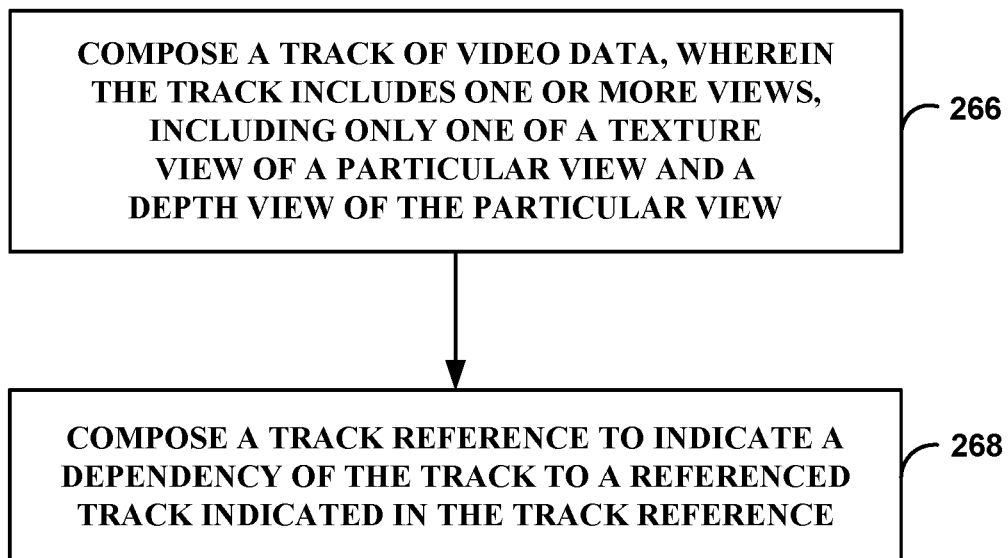 COMPOSE A TRACK OF VIDEO DATA, WHEREIN
THE TRACK INCLUDES ONE OR MORE VIEWS,
INCLUDING ONLY ONE OF A TEXTURE
VIEW OF A PARTICULAR VIEW AND A
DEPTH VIEW OF THE PARTICULAR VIEW
266
COMPOSE A TRACK REFERENCE TO INDICATE A
DEPENDENCY OF THE TRACK TO A REFERENCED
TRACK INDICATED IN THE TRACK REFERENCE
268